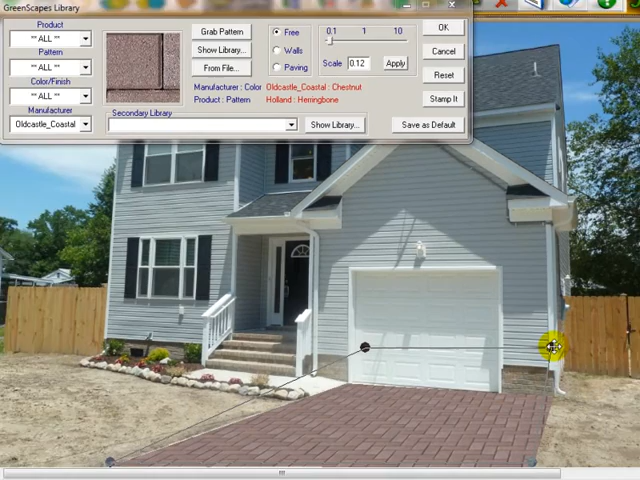 GreenScapes Library
Product
** ALL **
Pattern
** ALL **
Color/Finish
** ALL **
Manufacturer
Oldcastle_Coastal
Grab Pattern
Show Library...
From File...
Free
Walls
Paving
0.1 1 10
Scale 0.12 Apply
OK
Cancel
Reset
Stamp It
Manufacturer : Color Oldcastle_Coastal : Chestnut
Product : Pattern Holland : Herringbone
Secondary Library
Show Library...
Save as Default